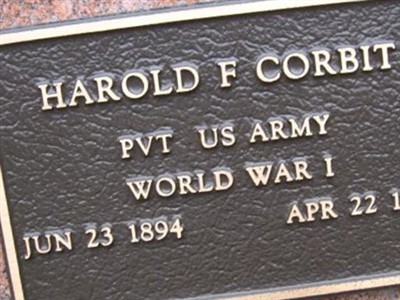 HAROLD F CORBIT
PVT US ARMY
WORLD WAR I
JUN 23 1894 APR 22